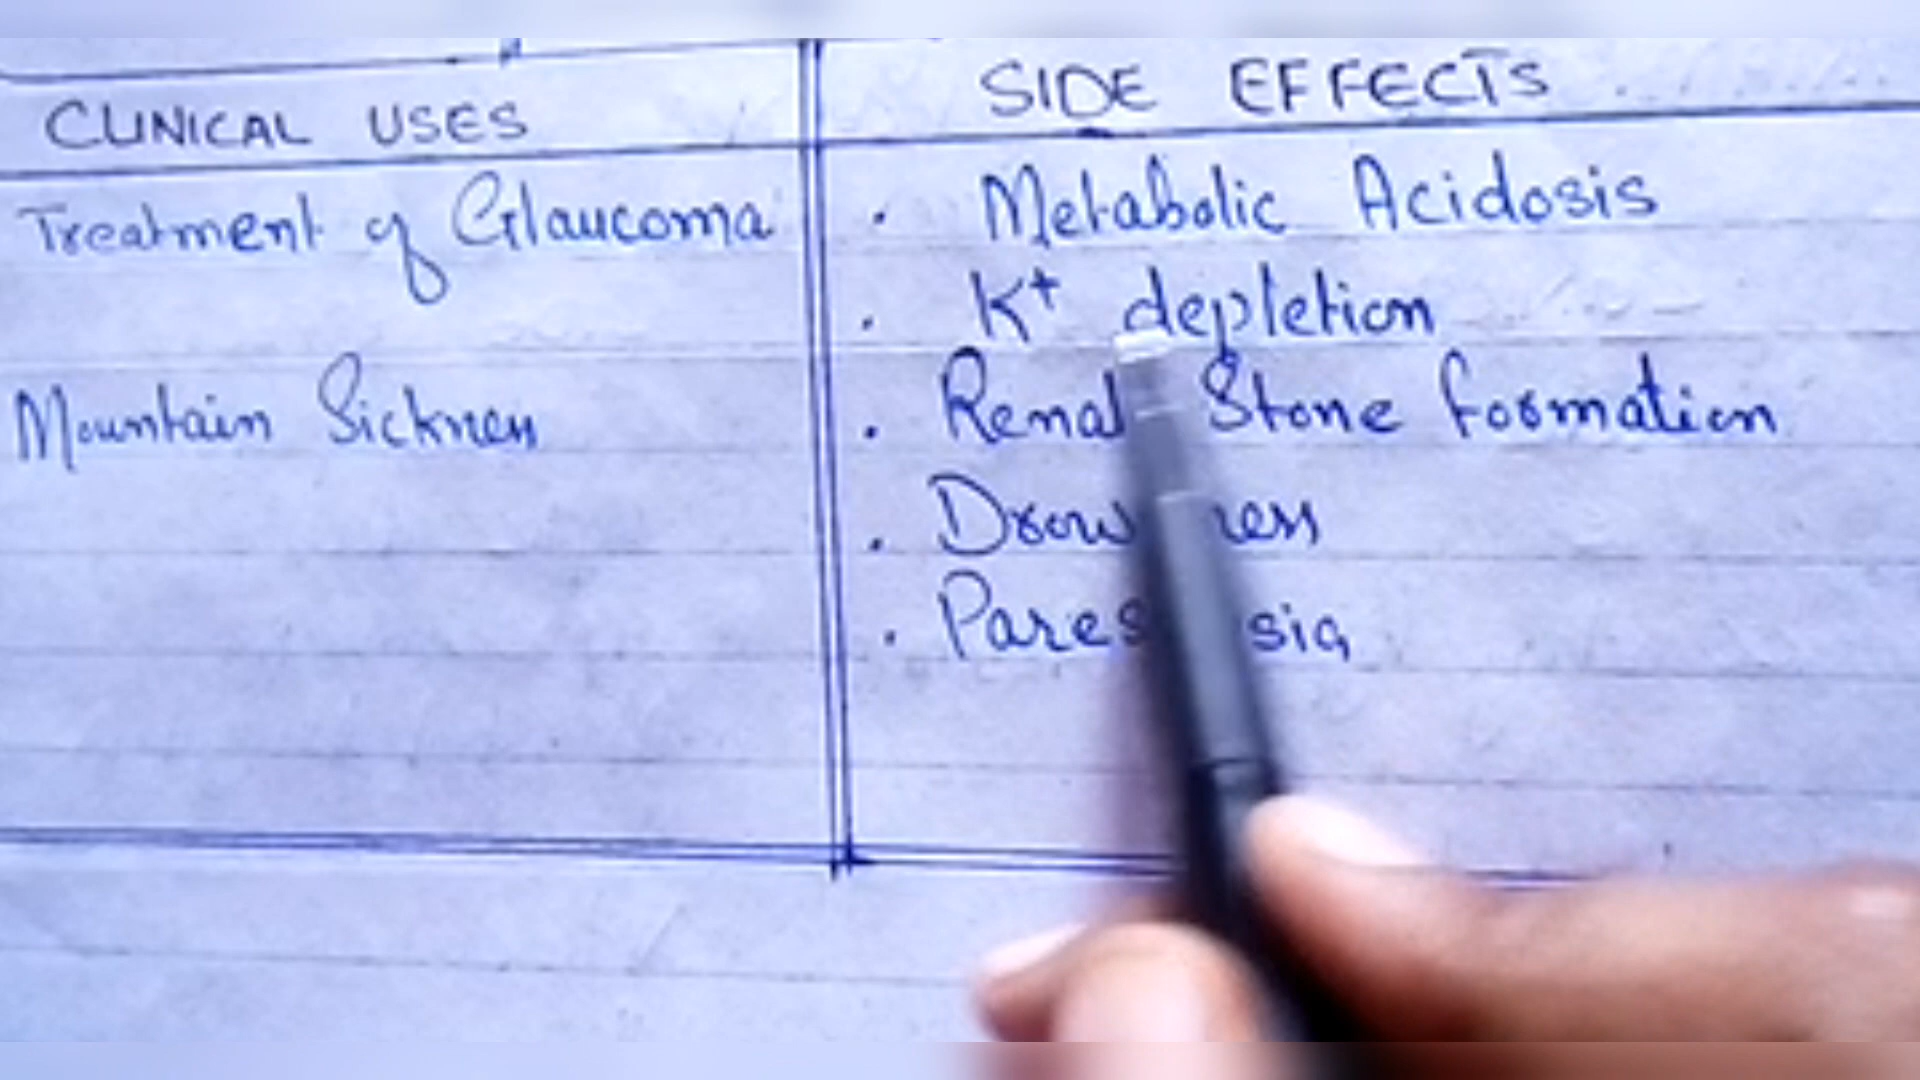 CLINICAL USES
Treatment of Glaucoma
Mountain Sickness
SIDE EFFECTS
. Metabolic Acidosis
. K+ depletion
. Renal Stone formation
.
.